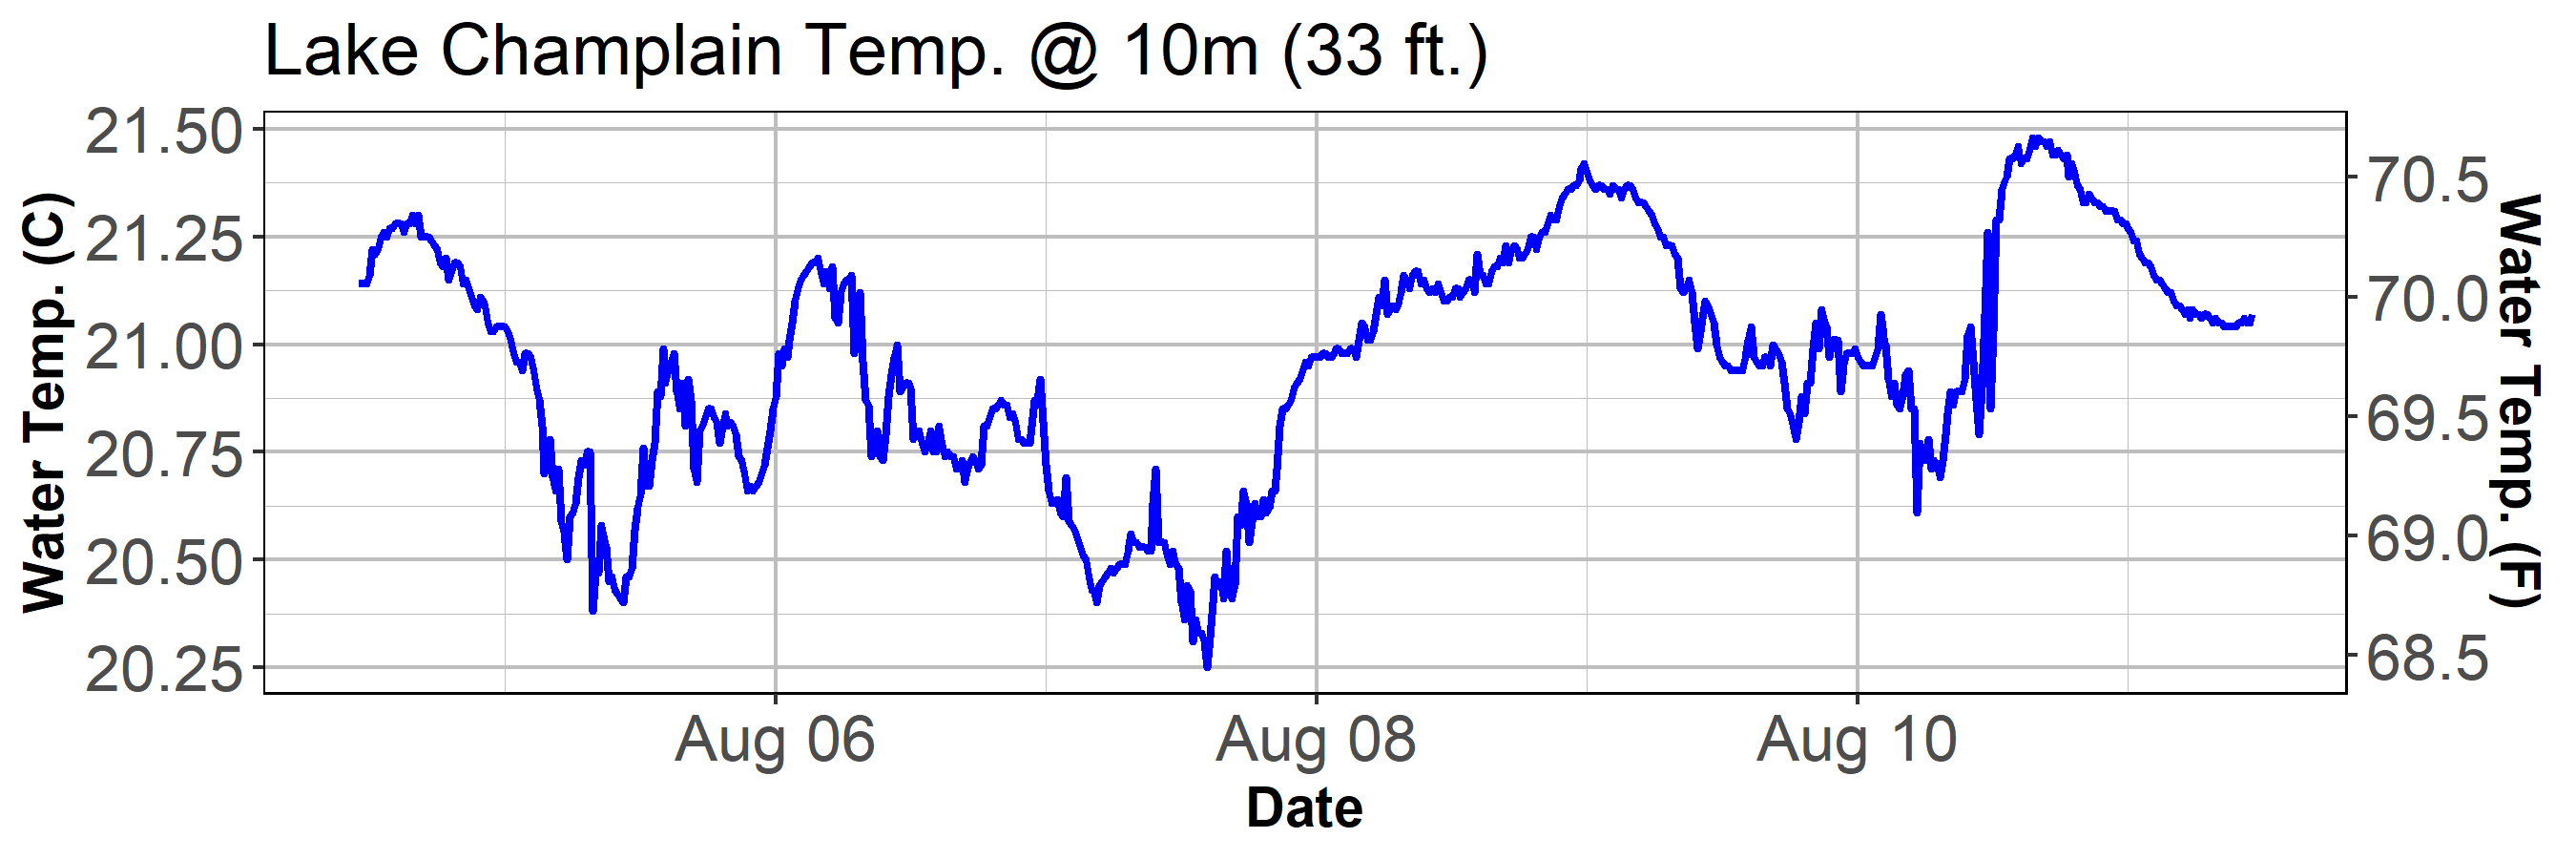 Lake Champlain Temp. @ 10m (33 ft.)
Water Temp. (C)
21.50
21.25
21.00
20.75
20.50
20.25
70.5
70.0
69.5
69.0
68.5
Water Temp. (F)
Aug 06 Aug 08 Aug 10
Date